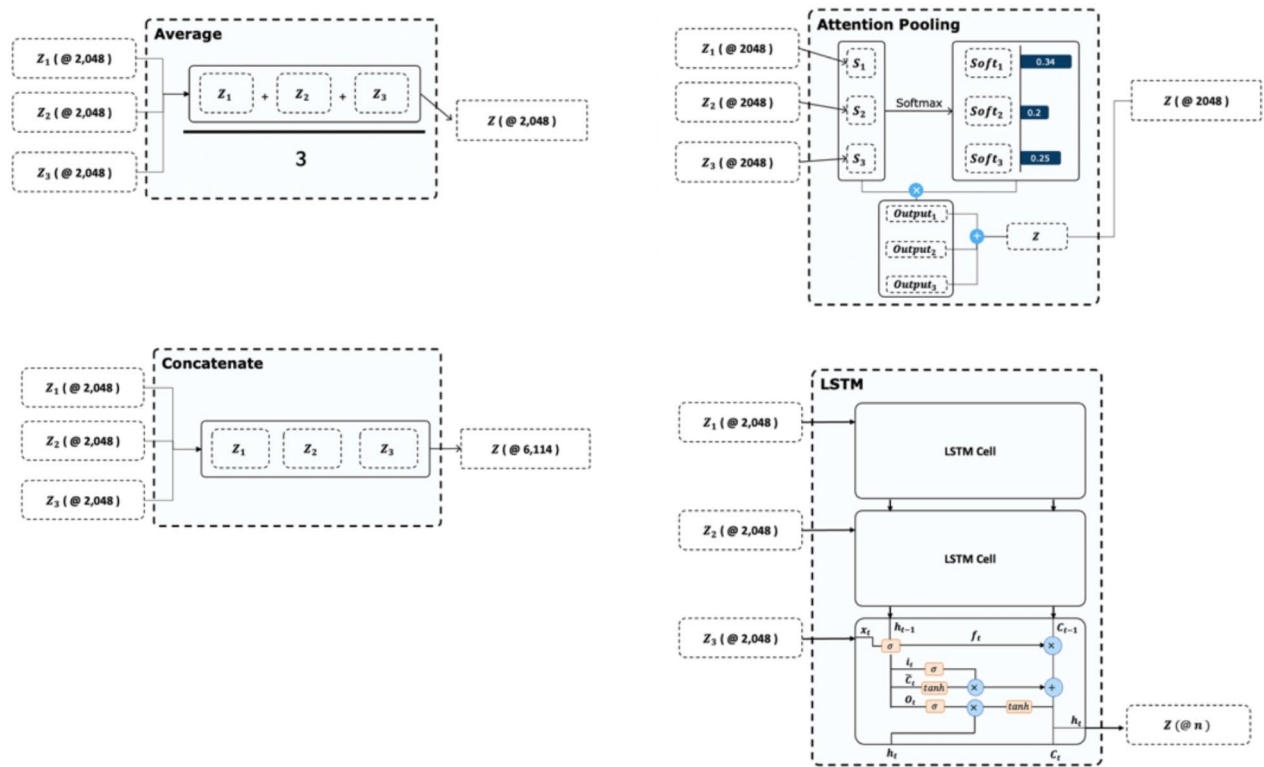 Average
Z₁ ( @ 2,048 )
Z₂ ( @ 2,048 )
Z₃ ( @ 2,048 )
Z₁ + Z₂ + Z₃
3
Z ( @ 2,048 )
Attention Pooling
Z₁ ( @ 2048 )
Z₂ ( @ 2048 )
Z₃ ( @ 2048 )
S₁
S₂
S₃
Softmax
Soft₁ 0.34
Soft₂ 0.2
Soft₃ 0.25
×
Output₁
Output₂
Output₃
+
Z
Z ( @ 2048 )
Concatenate
Z₁ ( @ 2,048 )
Z₂ ( @ 2,048 )
Z₃ ( @ 2,048 )
Z₁ Z₂ Z₃
Z ( @ 6,114 )
LSTM
Z₁ ( @ 2,048 )
LSTM Cell
Z₂ ( @ 2,048 )
LSTM Cell
Z₃ ( @ 2,048 )
xₜ hₜ₋₁ Cₜ₋₁
σ fₜ ×
iₜ σ
C̃ₜ tanh × +
Oₜ σ × tanh
hₜ
hₜ Cₜ
Z (@ n )